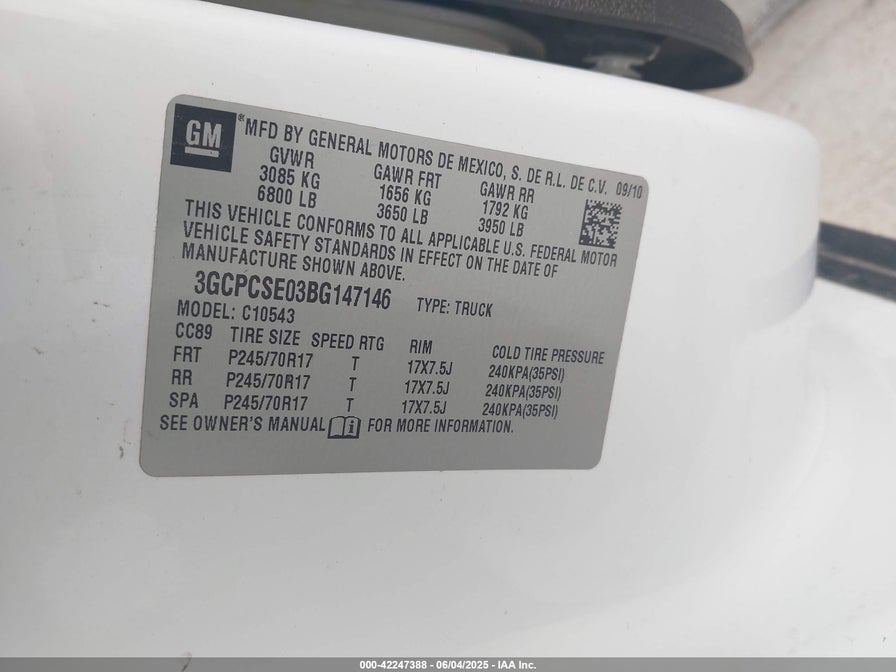 GM ® MFD BY GENERAL MOTORS DE MEXICO, S. DE R.L. DE C.V. 09/10
GVWR GAWR FRT GAWR RR
3085 KG 1656 KG 1792 KG
6800 LB 3650 LB 3950 LB
THIS VEHICLE CONFORMS TO ALL APPLICABLE U.S. FEDERAL MOTOR
VEHICLE SAFETY STANDARDS IN EFFECT ON THE DATE OF
MANUFACTURE SHOWN ABOVE.
3GCPCSE03BG147146 TYPE: TRUCK
MODEL: C10543
CC89 TIRE SIZE SPEED RTG RIM COLD TIRE PRESSURE
FRT P245/70R17 T 17X7.5J 240KPA(35PSI)
RR P245/70R17 T 17X7.5J 240KPA(35PSI)
SPA P245/70R17 T 17X7.5J 240KPA(35PSI)
SEE OWNER'S MANUAL i FOR MORE INFORMATION.
000-42247388 - 06/04/2025 - IAA Inc.